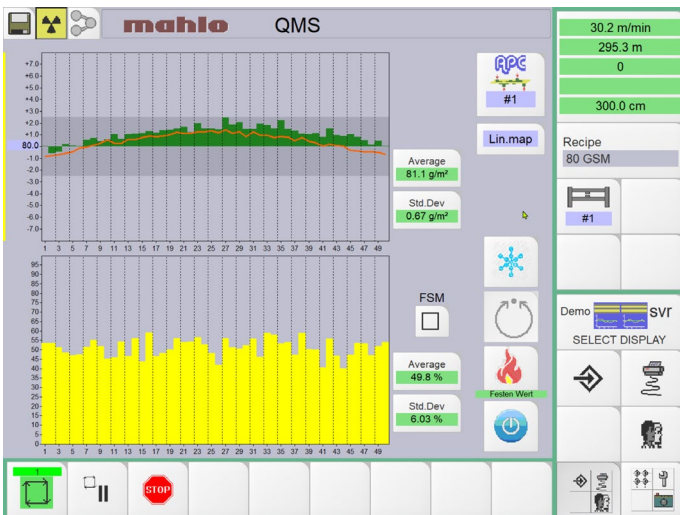 mahlo QMS
30.2 m/min
295.3 m
0
300.0 cm
+7.0
+6.0
+5.0
+4.0
+3.0
+2.0
+1.0
80.0
-1.0
-2.0
-3.0
-4.0
-5.0
-6.0
-7.0
1 3 5 7 9 11 13 15 17 19 21 23 25 27 29 31 33 35 37 39 41 43 45 47 49
APC
#1
Lin.map
Average
81.1 g/m²
Std.Dev
0.67 g/m²
Recipe
80 GSM
#1
95
90
85
80
75
70
65
60
55
50
45
40
35
30
25
20
15
10
5
0
1 3 5 7 9 11 13 15 17 19 21 23 25 27 29 31 33 35 37 39 41 43 45 47 49
FSM
Average
49.8 %
Std.Dev
6.03 %
Festen Wert
Demo svr
SELECT DISPLAY
1
STOP